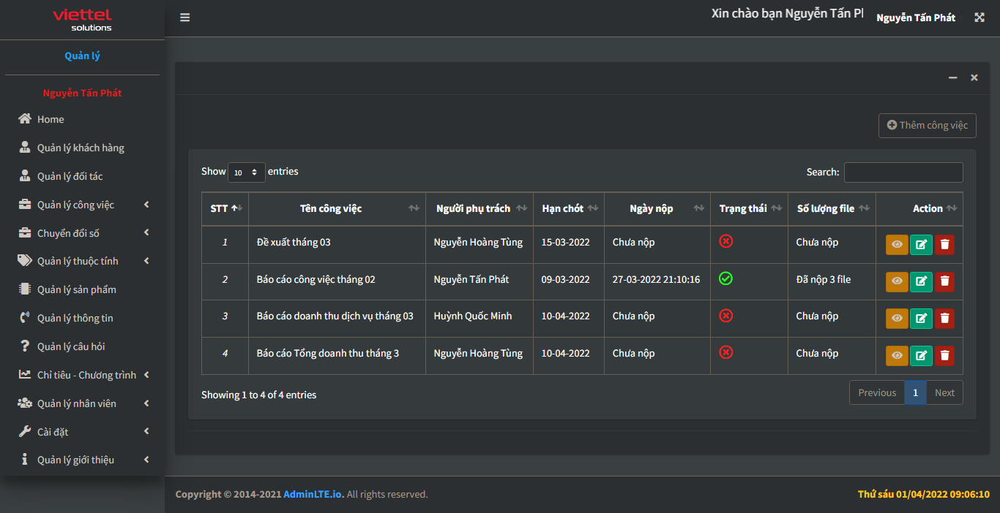 viettel
solutions
Xin chào bạn Nguyễn Tấn Pl
Nguyễn Tấn Phát
Quản lý
Nguyễn Tấn Phát
Home
Quản lý khách hàng
Quản lý đối tác
Quản lý công việc
Chuyển đổi số
Quản lý thuộc tính
Quản lý sản phẩm
Quản lý thông tin
Quản lý câu hỏi
Chỉ tiêu - Chương trình
Quản lý nhân viên
Cài đặt
Quản lý giới thiệu
Thêm công việc
Show 10 entries
Search:
STT Tên công việc Người phụ trách Hạn chót Ngày nộp Trạng thái Số lượng file Action
1 Đề xuất tháng 03 Nguyễn Hoàng Tùng 15-03-2022 Chưa nộp Chưa nộp
2 Báo cáo công việc tháng 02 Nguyễn Tấn Phát 09-03-2022 27-03-2022 21:10:16 Đã nộp 3 file
3 Báo cáo doanh thu dịch vụ tháng 03 Huỳnh Quốc Minh 10-04-2022 Chưa nộp Chưa nộp
4 Báo cáo Tổng doanh thu tháng 3 Nguyễn Hoàng Tùng 10-04-2022 Chưa nộp Chưa nộp
Showing 1 to 4 of 4 entries
Previous 1 Next
Copyright © 2014-2021 AdminLTE.io. All rights reserved.
Thứ sáu 01/04/2022 09:06:10